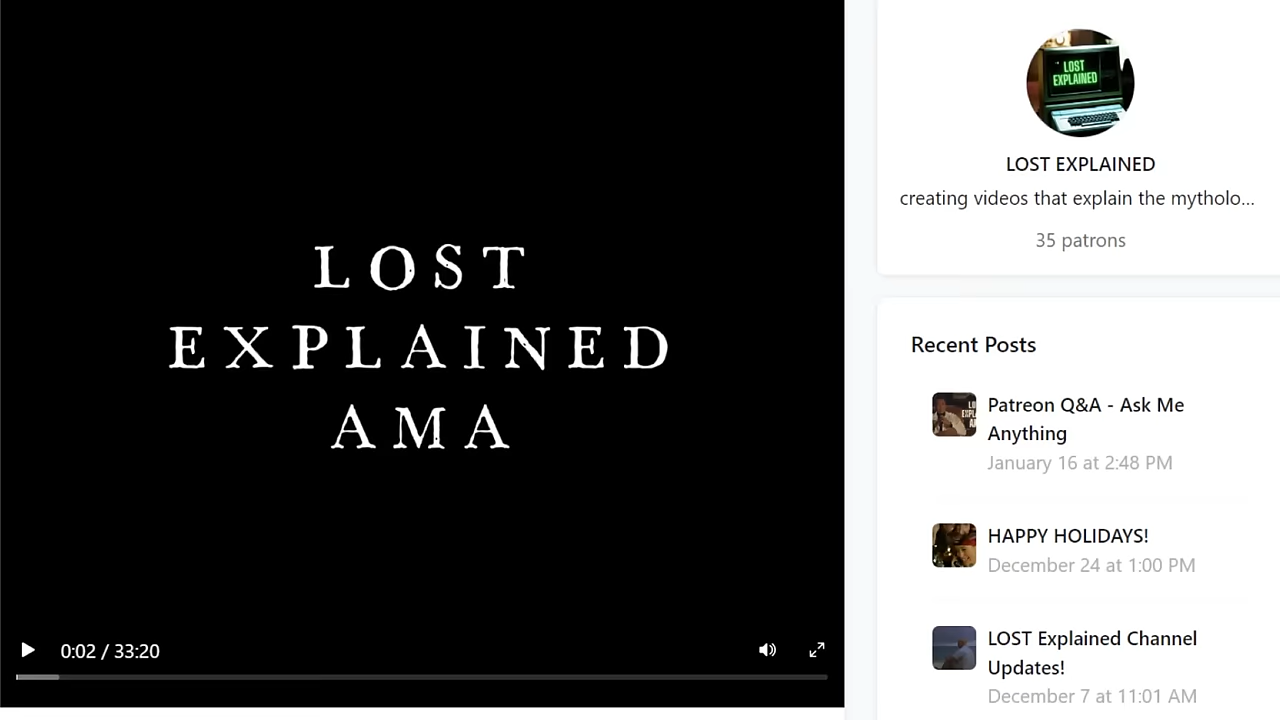 LOST
EXPLAINED
AMA
0:02 / 33:20
LOST
EXPLAINED
LOST EXPLAINED
creating videos that explain the mytholo...
35 patrons
Recent Posts
Patreon Q&A - Ask Me
Anything
January 16 at 2:48 PM
HAPPY HOLIDAYS!
December 24 at 1:00 PM
LOST Explained Channel
Updates!
December 7 at 11:01 AM